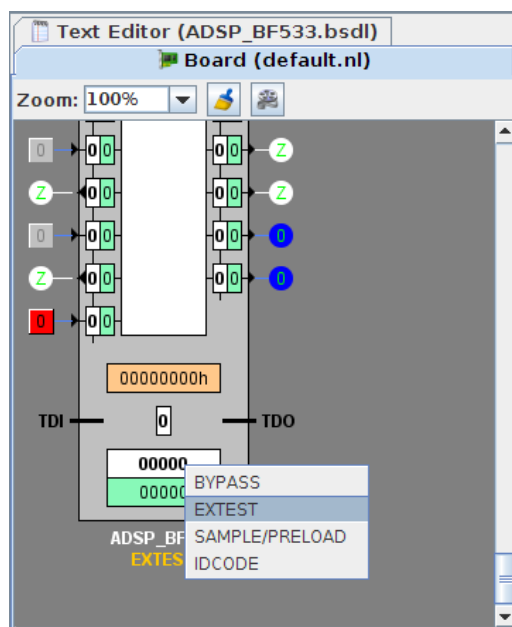 Text Editor (ADSP_BF533.bsdl)
Board (default.nl)
Zoom: 100%
0 0 0 0 0 Z
Z 0 0 0 0 Z
0 0 0 0 0 0
Z 0 0 0 0 0
0 0 0
00000000h
TDI 0 TDO
00000
00000
BYPASS
EXTEST
SAMPLE/PRELOAD
IDCODE
ADSP_BF
EXTES